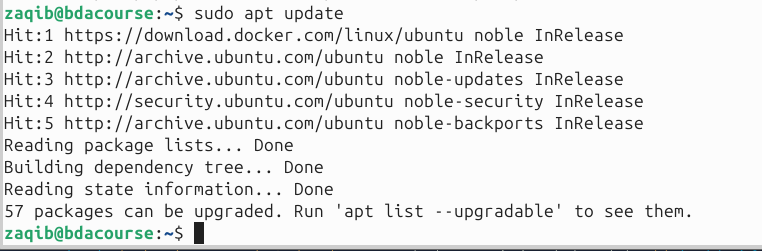 zaqib@bdacourse:~$ sudo apt update
Hit:1 https://download.docker.com/linux/ubuntu noble InRelease
Hit:2 http://archive.ubuntu.com/ubuntu noble InRelease
Hit:3 http://archive.ubuntu.com/ubuntu noble-updates InRelease
Hit:4 http://security.ubuntu.com/ubuntu noble-security InRelease
Hit:5 http://archive.ubuntu.com/ubuntu noble-backports InRelease
Reading package lists... Done
Building dependency tree... Done
Reading state information... Done
57 packages can be upgraded. Run 'apt list --upgradable' to see them.
zaqib@bdacourse:~$